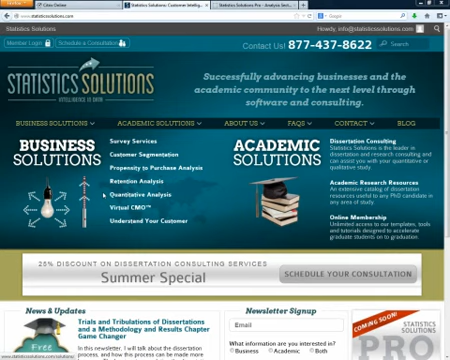 Citrix Online
Statistics Solutions: Customer Intellig...
Statistics Solutions Pro - Analysis Serv...
www.statisticssolutions.com
Google
Statistics Solutions
Howdy, info@statisticssolutions.com
Member Login
Schedule a Consultation
Contact Us! 877-437-8622
Search
STATISTICS SOLUTIONS
INTELLIGENCE IN DATA
Successfully advancing businesses and the
academic community to the next level through
software and consulting.
BUSINESS SOLUTIONS
ACADEMIC SOLUTIONS
ABOUT US
FAQS
CONTACT
BLOG
BUSINESS
SOLUTIONS
Survey Services
Customer Segmentation
Propensity to Purchase Analysis
Retention Analysis
Quantitative Analysis
Virtual CMO™
Understand Your Customer
ACADEMIC
SOLUTIONS
Dissertation Consulting
Statistics Solutions is the leader in
dissertation and research consulting and
can assist you with your quantitative or
qualitative study.
Academic Research Resources
An extensive catalog of dissertation
resources useful to any PhD candidate
in any area of study.
Online Membership
Unlimited access to our templates,
tools and tutorials designed to
accelerate graduate students on to graduation.
25% DISCOUNT ON DISSERTATION CONSULTING SERVICES
Summer Special
SCHEDULE YOUR CONSULTATION
News & Updates
Free
Trials and Tribulations of Dissertations
and a Methodology and Results Chapter
Game Changer
In this newsletter, I will talk about the dissertation
process, and how this process can be made more
Newsletter Signup
Email
What information are you interested in?
Business
Academic
Both
COMING SOON!
STATISTICS SOLUTIONS
PRO
www.statisticssolutions.com/solutions/